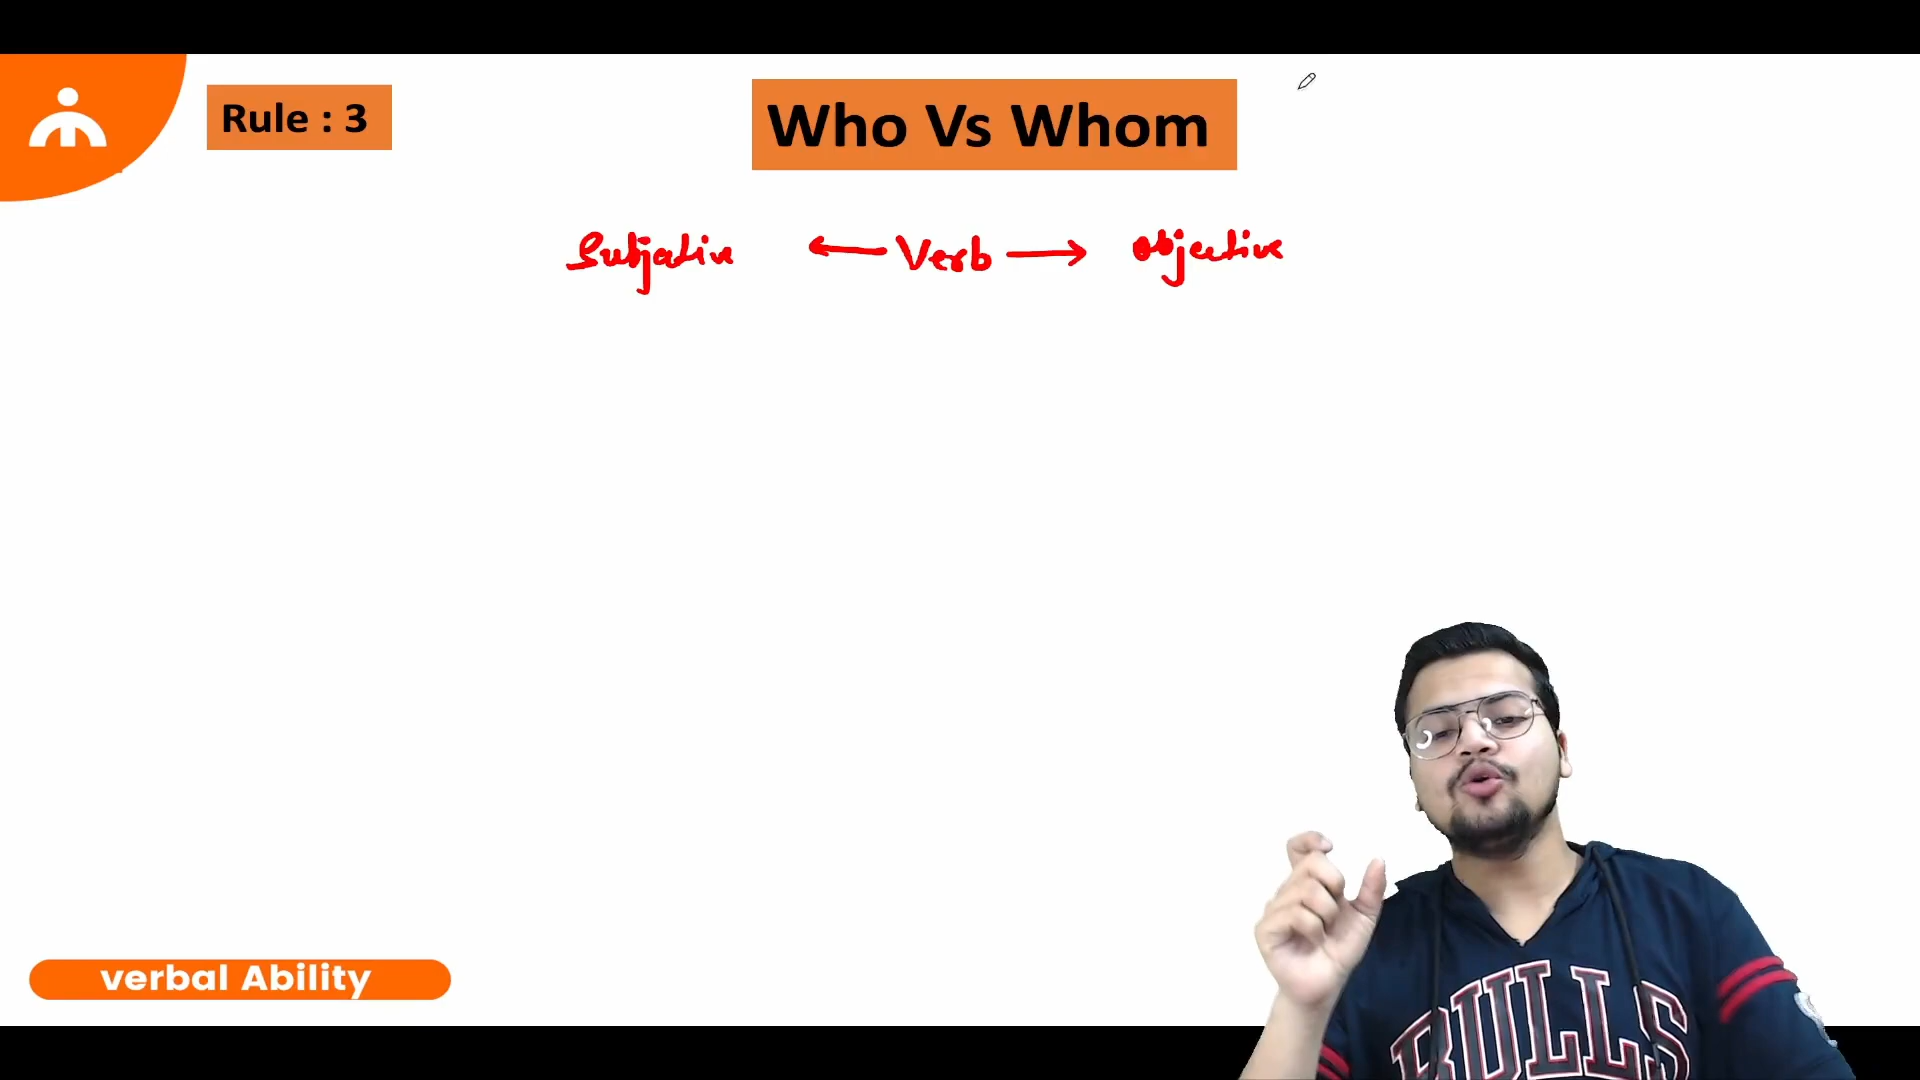 Rule : 3
Who Vs Whom
Subjective ← Verb → Objective
verbal Ability
BULLS